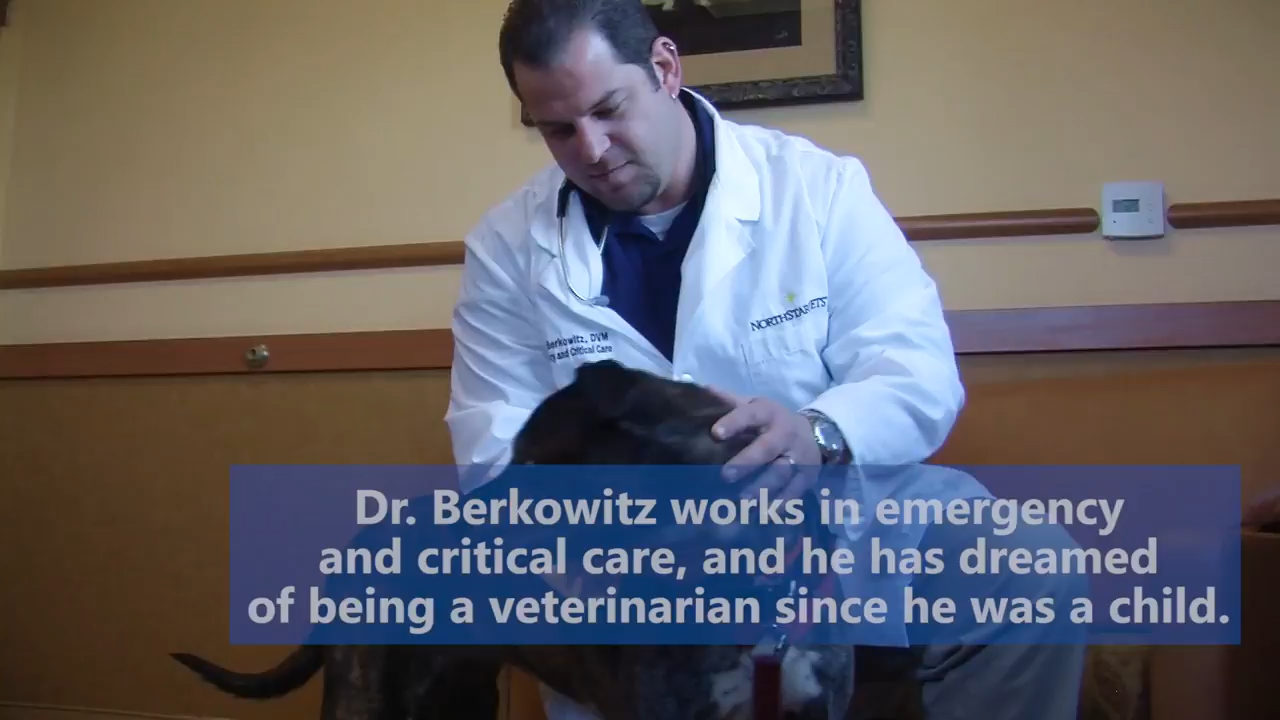 NORTHSTAR VETS
Berkowitz, DVM
and Critical Care
Dr. Berkowitz works in emergency
and critical care, and he has dreamed
of being a veterinarian since he was a child.